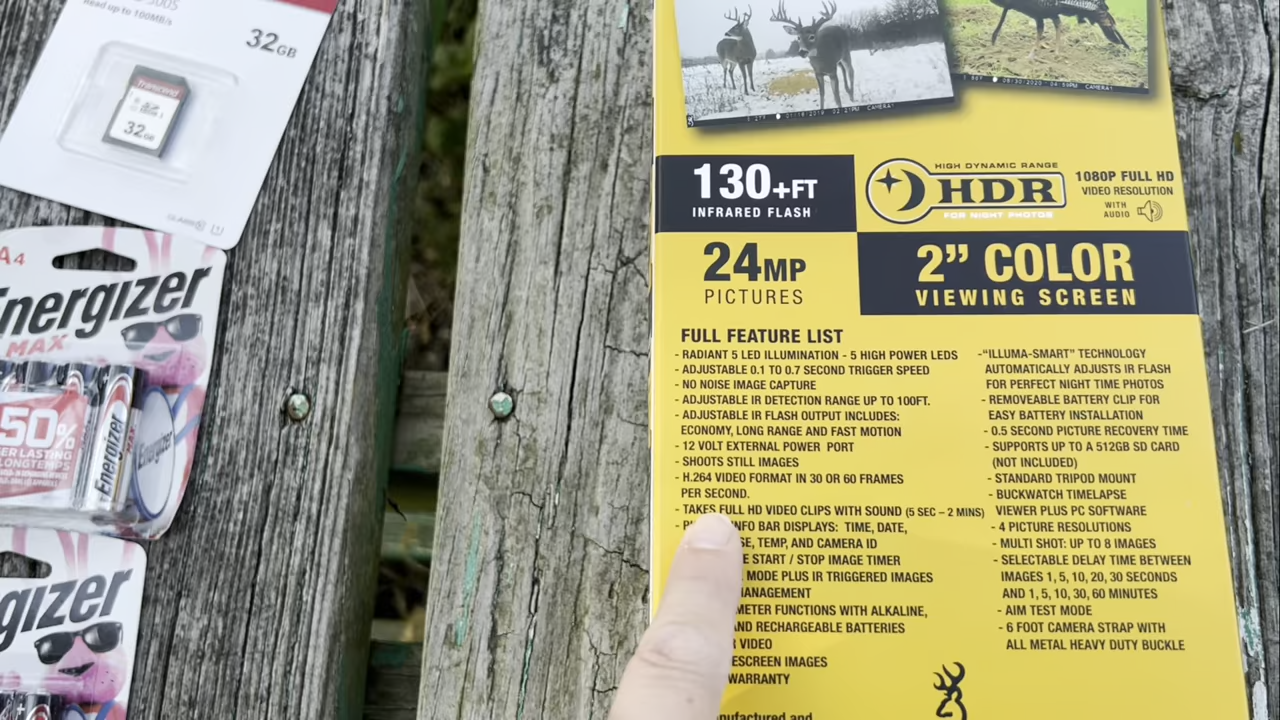 Read up to 100MB/s
32GB
Transcend
32GB
A4
Energizer
MAX
50%
LONGTEMPS
Energizer
Energizer
gizer
CAMERA1
CAMERA1
130+FT
INFRARED FLASH
HIGH DYNAMIC RANGE
HDR
FOR NIGHT PHOTOS
1080P FULL HD
VIDEO RESOLUTION
WITH
AUDIO
24MP
PICTURES
2” COLOR
VIEWING SCREEN
FULL FEATURE LIST
- RADIANT 5 LED ILLUMINATION - 5 HIGH POWER LEDS
- ADJUSTABLE 0.1 TO 0.7 SECOND TRIGGER SPEED
- NO NOISE IMAGE CAPTURE
- ADJUSTABLE IR DETECTION RANGE UP TO 100FT.
- ADJUSTABLE IR FLASH OUTPUT INCLUDES:
ECONOMY, LONG RANGE AND FAST MOTION
- 12 VOLT EXTERNAL POWER PORT
- SHOOTS STILL IMAGES
- H.264 VIDEO FORMAT IN 30 OR 60 FRAMES
PER SECOND.
- TAKES FULL HD VIDEO CLIPS WITH SOUND (5 SEC – 2 MINS)
INFO BAR DISPLAYS: TIME, DATE,
TEMP, AND CAMERA ID
START / STOP IMAGE TIMER
MODE PLUS IR TRIGGERED IMAGES
FUNCTIONS WITH ALKALINE,
AND RECHARGEABLE BATTERIES
VIDEO
IMAGES
WARRANTY
-“ILLUMA-SMART” TECHNOLOGY
AUTOMATICALLY ADJUSTS IR FLASH
FOR PERFECT NIGHT TIME PHOTOS
- REMOVEABLE BATTERY CLIP FOR
EASY BATTERY INSTALLATION
- 0.5 SECOND PICTURE RECOVERY TIME
- SUPPORTS UP TO A 512GB SD CARD
(NOT INCLUDED)
- STANDARD TRIPOD MOUNT
- BUCKWATCH TIMELAPSE
VIEWER PLUS PC SOFTWARE
- 4 PICTURE RESOLUTIONS
- MULTI SHOT: UP TO 8 IMAGES
- SELECTABLE DELAY TIME BETWEEN
IMAGES 1, 5, 10, 20, 30 SECONDS
AND 1, 5, 10, 30, 60 MINUTES
- AIM TEST MODE
- 6 FOOT CAMERA STRAP WITH
ALL METAL HEAVY DUTY BUCKLE
and